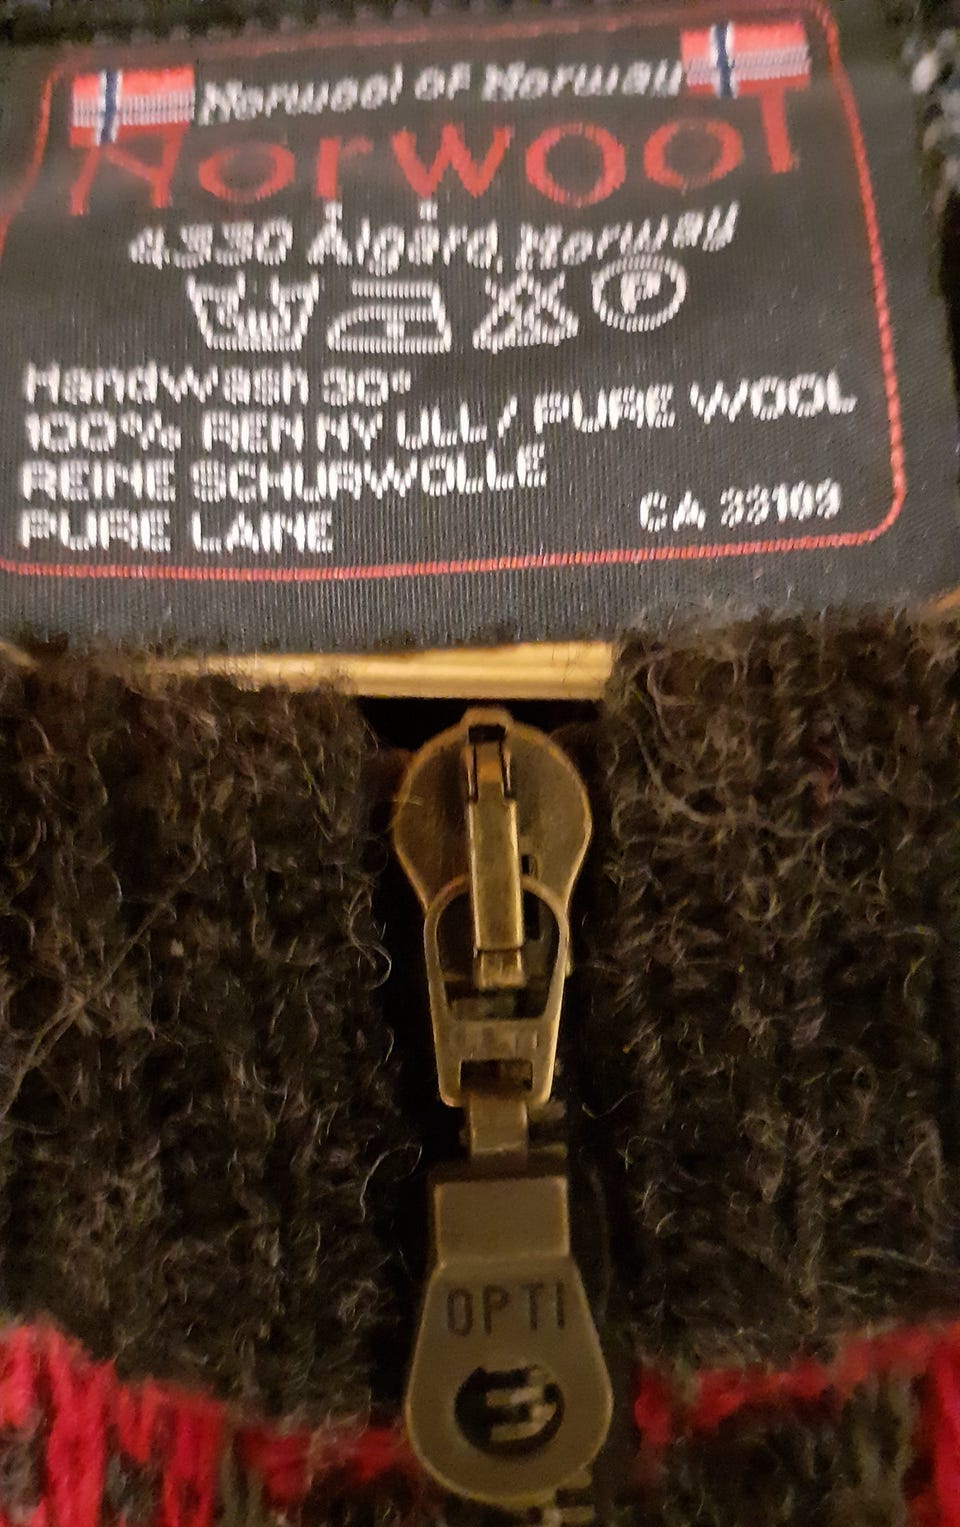 Norwool of Norway
Norwool
4330 Ålgård, Norway
P
Handwash 30°
100% REN NY ULL / PURE WOOL
REINE SCHURWOLLE
PURE LAINE
CA 33109
OPTI